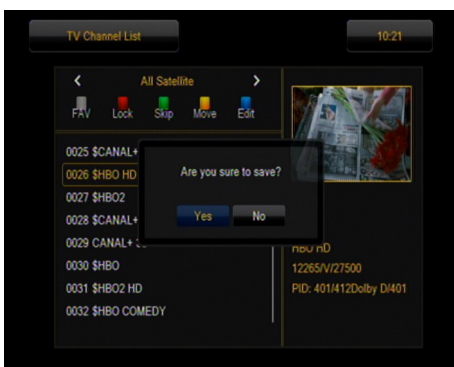 TV Channel List
10:21
All Satellite
FAV Lock Skip Move Edit
0025 $CANAL+
0026 $HBO HD
0027 $HBO2
0028 $CANAL+
0029 CANAL+
0030 $HBO
0031 $HBO2 HD
0032 $HBO COMEDY
Are you sure to save?
Yes No
HBO HD
12265/V/27500
PID: 401/412Dolby D/401